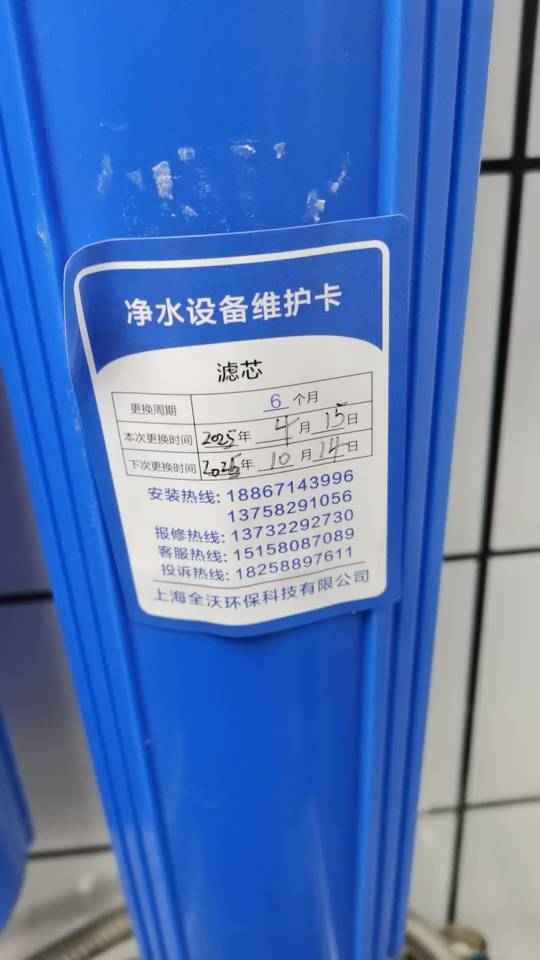 净水设备维护卡
滤芯
更换周期 6 个月
本次更换时间 2025年 4 月 15日
下次更换时间 2025年 10 月 14日
安装热线: 18867143996
13758291056
报修热线: 13732292730
客服热线: 15158087089
投诉热线: 18258897611
上海全沃环保科技有限公司